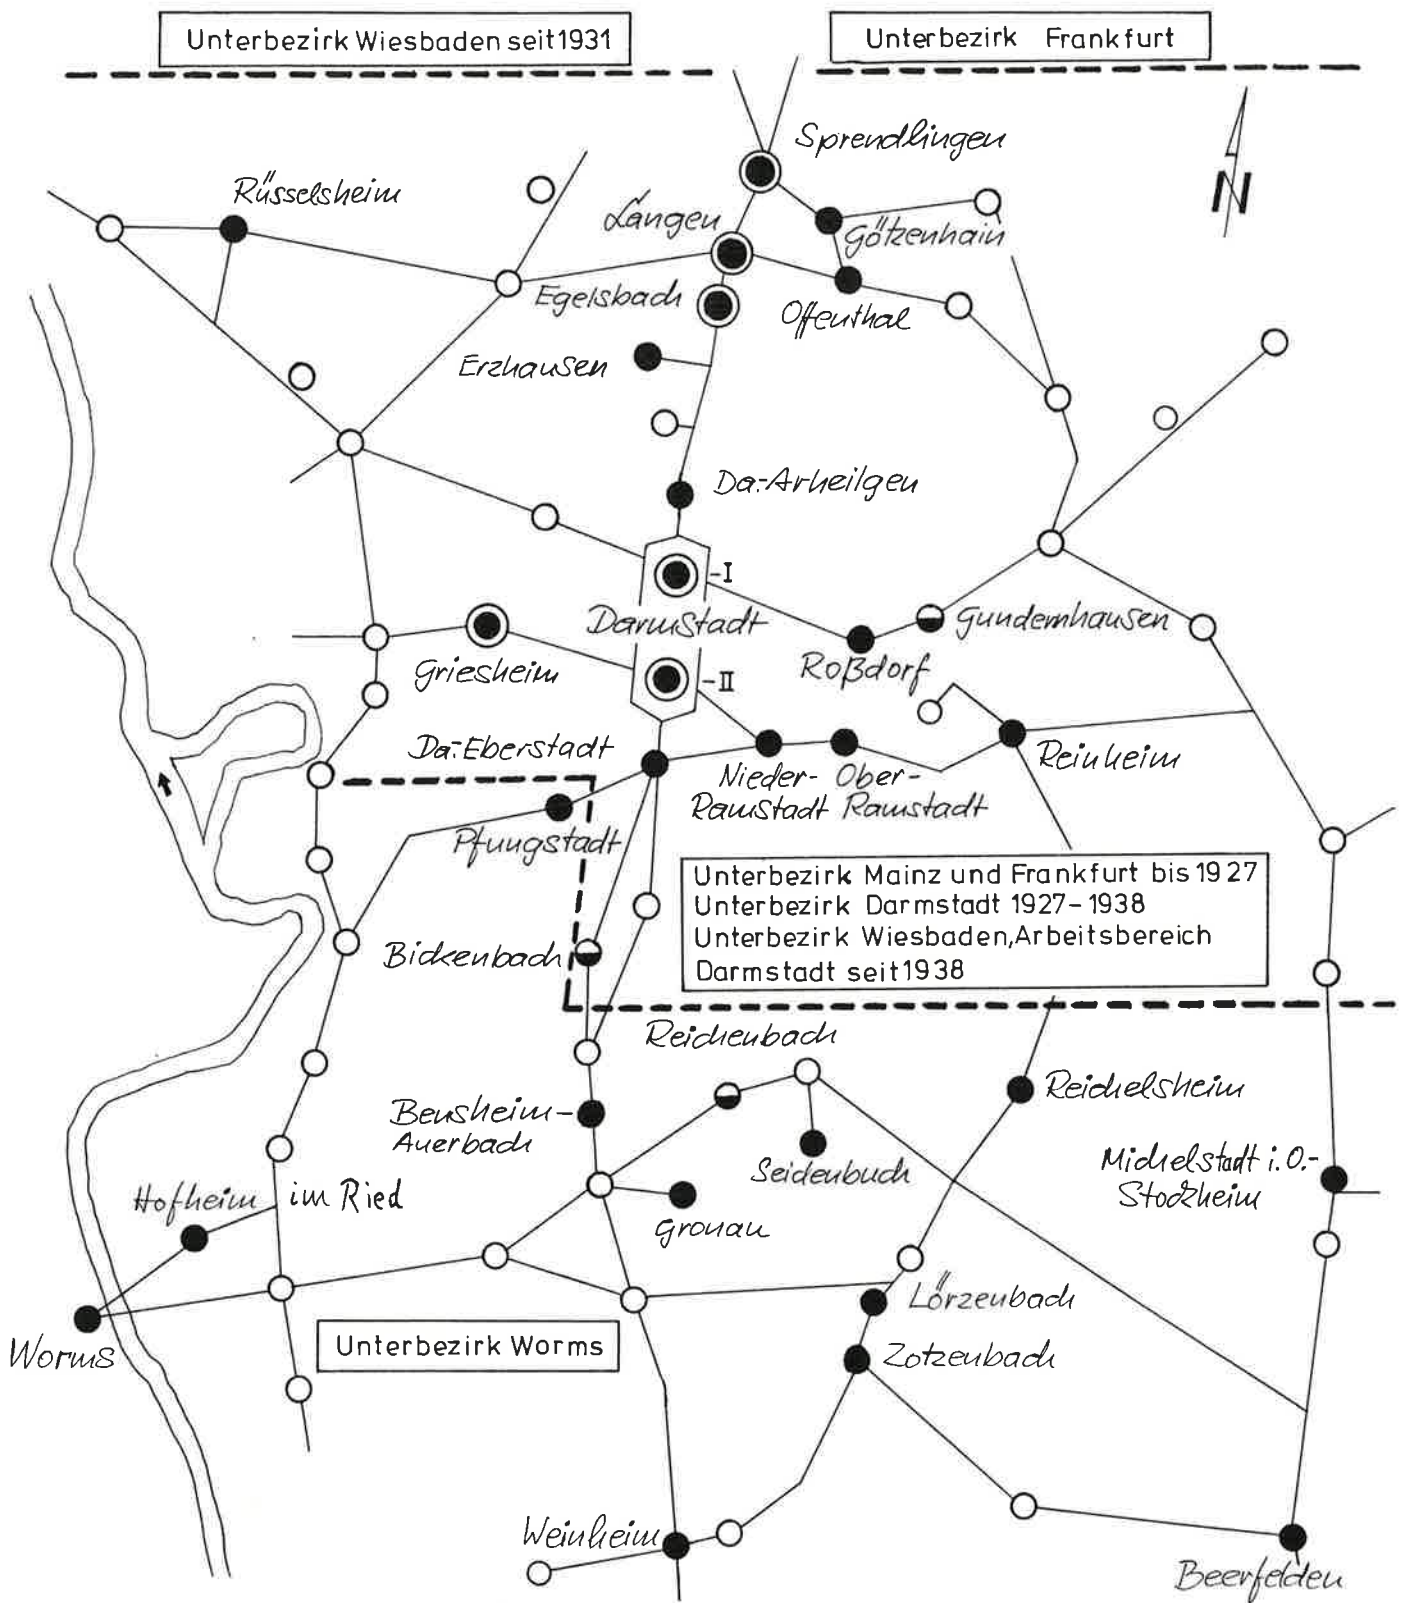 Unterbezirk Wiesbaden seit 1931
Unterbezirk Frankfurt
Sprendlingen
N
Rüsselsheim
Langen
Götzenhain
Egelsbach
Offenthal
Erzhausen
Da.-Arheilgen
-I
Darmstadt
Gundernhausen
Griesheim
-II
Roßdorf
Da.-Eberstadt
Reinheim
Nieder-
Ramstadt
Ober-
Ramstadt
Pfungstadt
Unterbezirk Mainz und Frankfurt bis 1927
Unterbezirk Darmstadt 1927-1938
Unterbezirk Wiesbaden, Arbeitsbereich
Darmstadt seit 1938
Bickenbach
Reichenbach
Reichelsheim
Bensheim-
Auerbach
Seidenbuch
Michelstadt i.O.-
Stockheim
Hofheim im Ried
Gronau
Lörzenbach
Worms
Unterbezirk Worms
Zotzenbach
Weinheim
Beerfelden